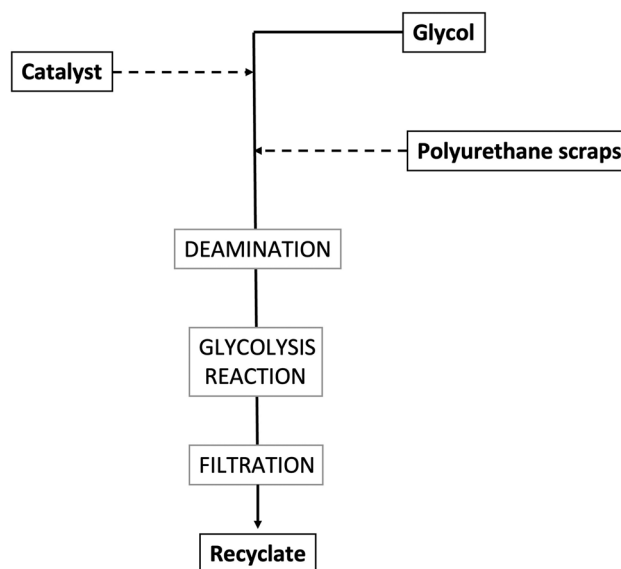 Glycol
Catalyst
Polyurethane scraps
DEAMINATION
GLYCOLYSIS
REACTION
FILTRATION
Recyclate